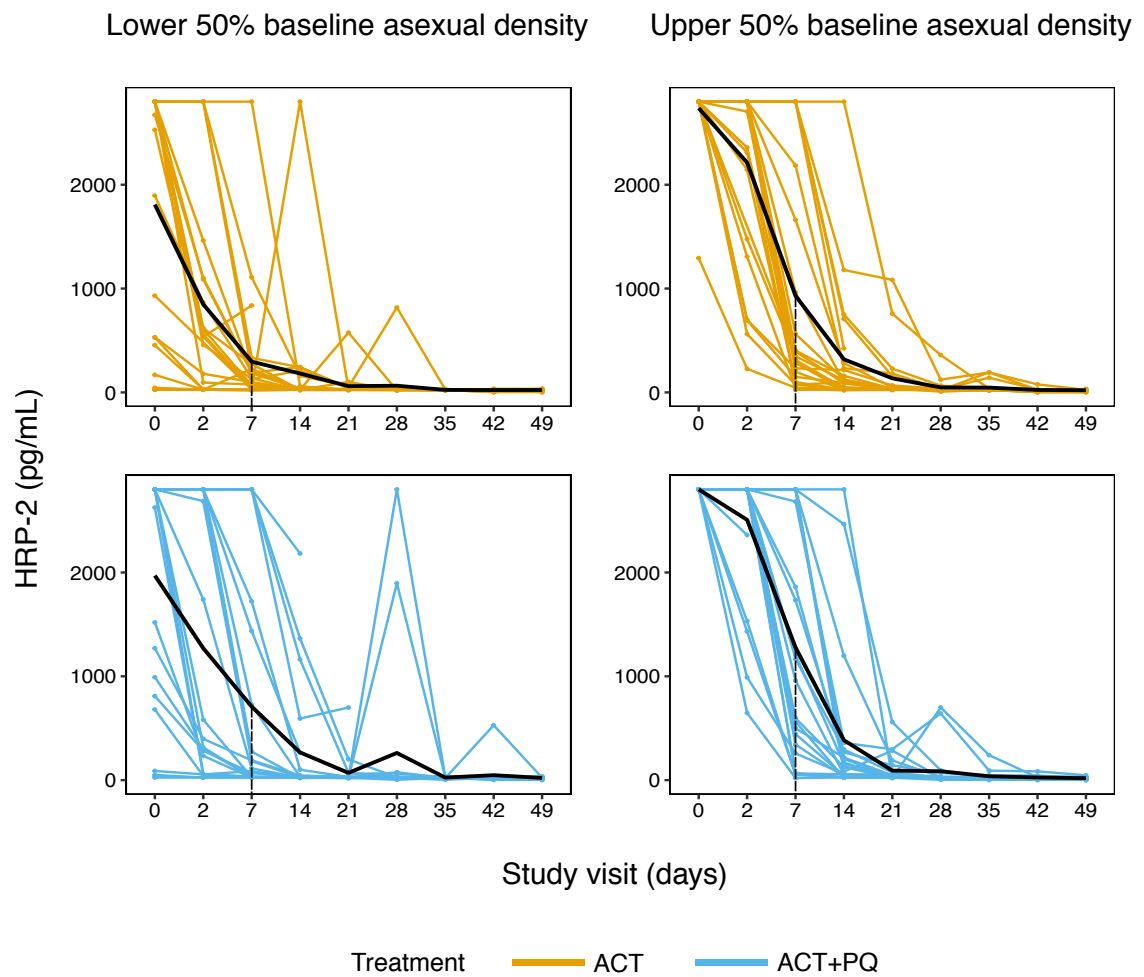 Lower 50% baseline asexual density
Upper 50% baseline asexual density
2000
1000
0
0 2 7 14 21 28 35 42 49
2000
1000
0
0 2 7 14 21 28 35 42 49
2000
1000
0
0 2 7 14 21 28 35 42 49
2000
1000
0
0 2 7 14 21 28 35 42 49
HRP-2 (pg/mL)
Study visit (days)
Treatment ACT ACT+PQ